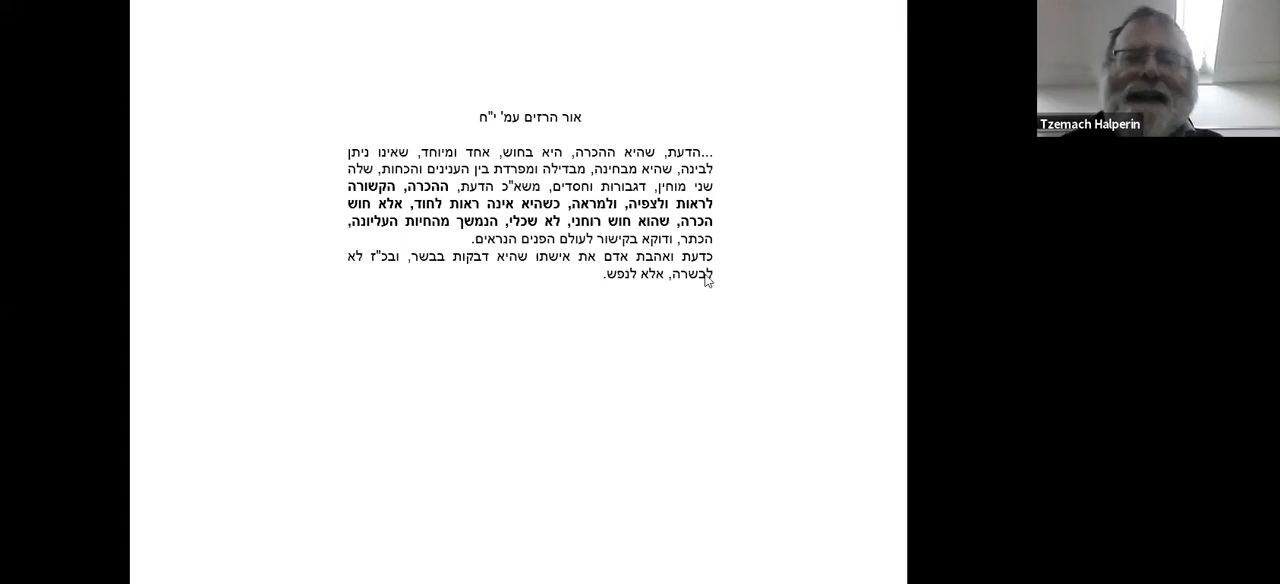 אור הרזים עמ' י"ח
...הדעת, שהיא ההכרה, היא בחוש, אחד ומיוחד, שאינו ניתן
לבינה, שהיא מבחינה, מבדילה ומפרדת בין הענינים והכחות, שלה
שני מוחין, דגבורות וחסדים, משא"כ הדעת, ההכרה, הקשורה
לראות ולצפיה, ולמראה, כשהיא אינה ראות לחוד, אלא חוש
הכרה, שהוא חוש רוחני, לא שכלי, הנמשך מהחיות העליונה,
הכתר, ודוקא בקישור לעולם הפנים הנראים.
כדעת ואהבת אדם את אישתו שהיא דבקות בבשר, ובכ"ז לא
לבשרה, אלא לנפש.
Tzemach Halperin